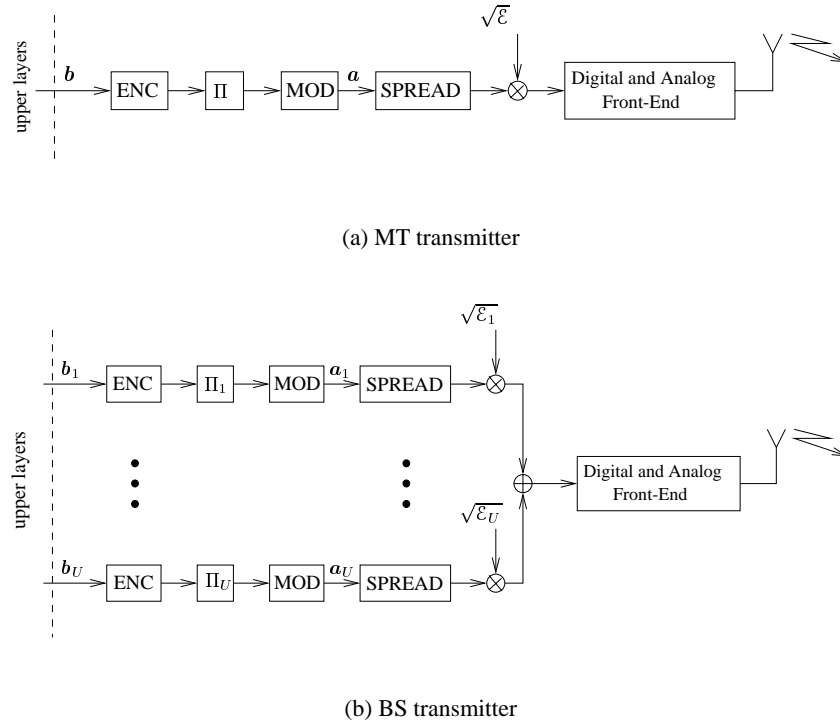 √ℰ
upper layers
b ENC Π MOD a SPREAD ⊗ Digital and Analog
Front-End
(a) MT transmitter
√ℰ₁
b₁ ENC Π₁ MOD a₁ SPREAD ⊗
upper layers
⊕ Digital and Analog
Front-End
√ℰ_U
b_U ENC Π_U MOD a_U SPREAD ⊗
(b) BS transmitter